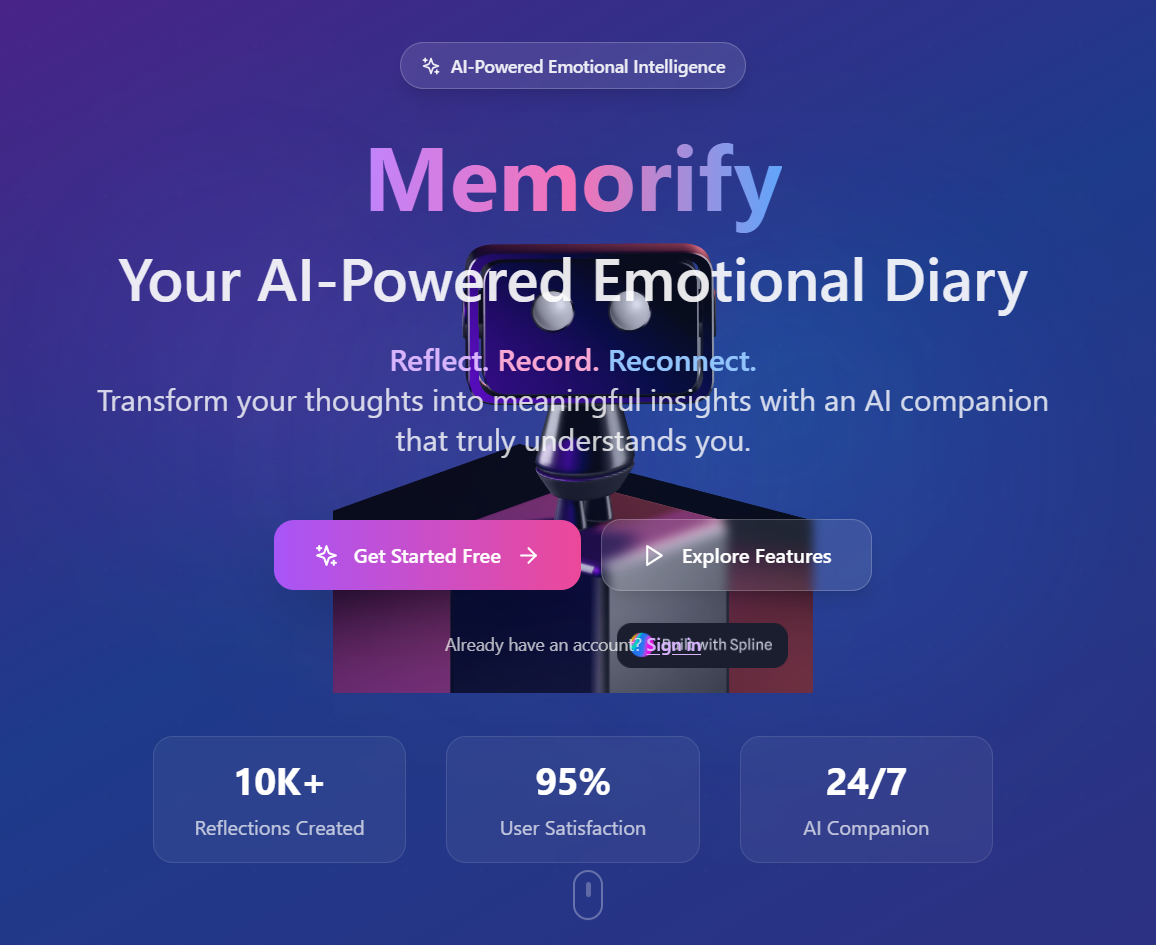 AI-Powered Emotional Intelligence
Memorify
Your AI-Powered Emotional Diary
Reflect. Record. Reconnect.
Transform your thoughts into meaningful insights with an AI companion
that truly understands you.
Get Started Free
Explore Features
Already have an account? Sign in
Built with Spline
10K+
95%
24/7
Reflections Created
User Satisfaction
AI Companion